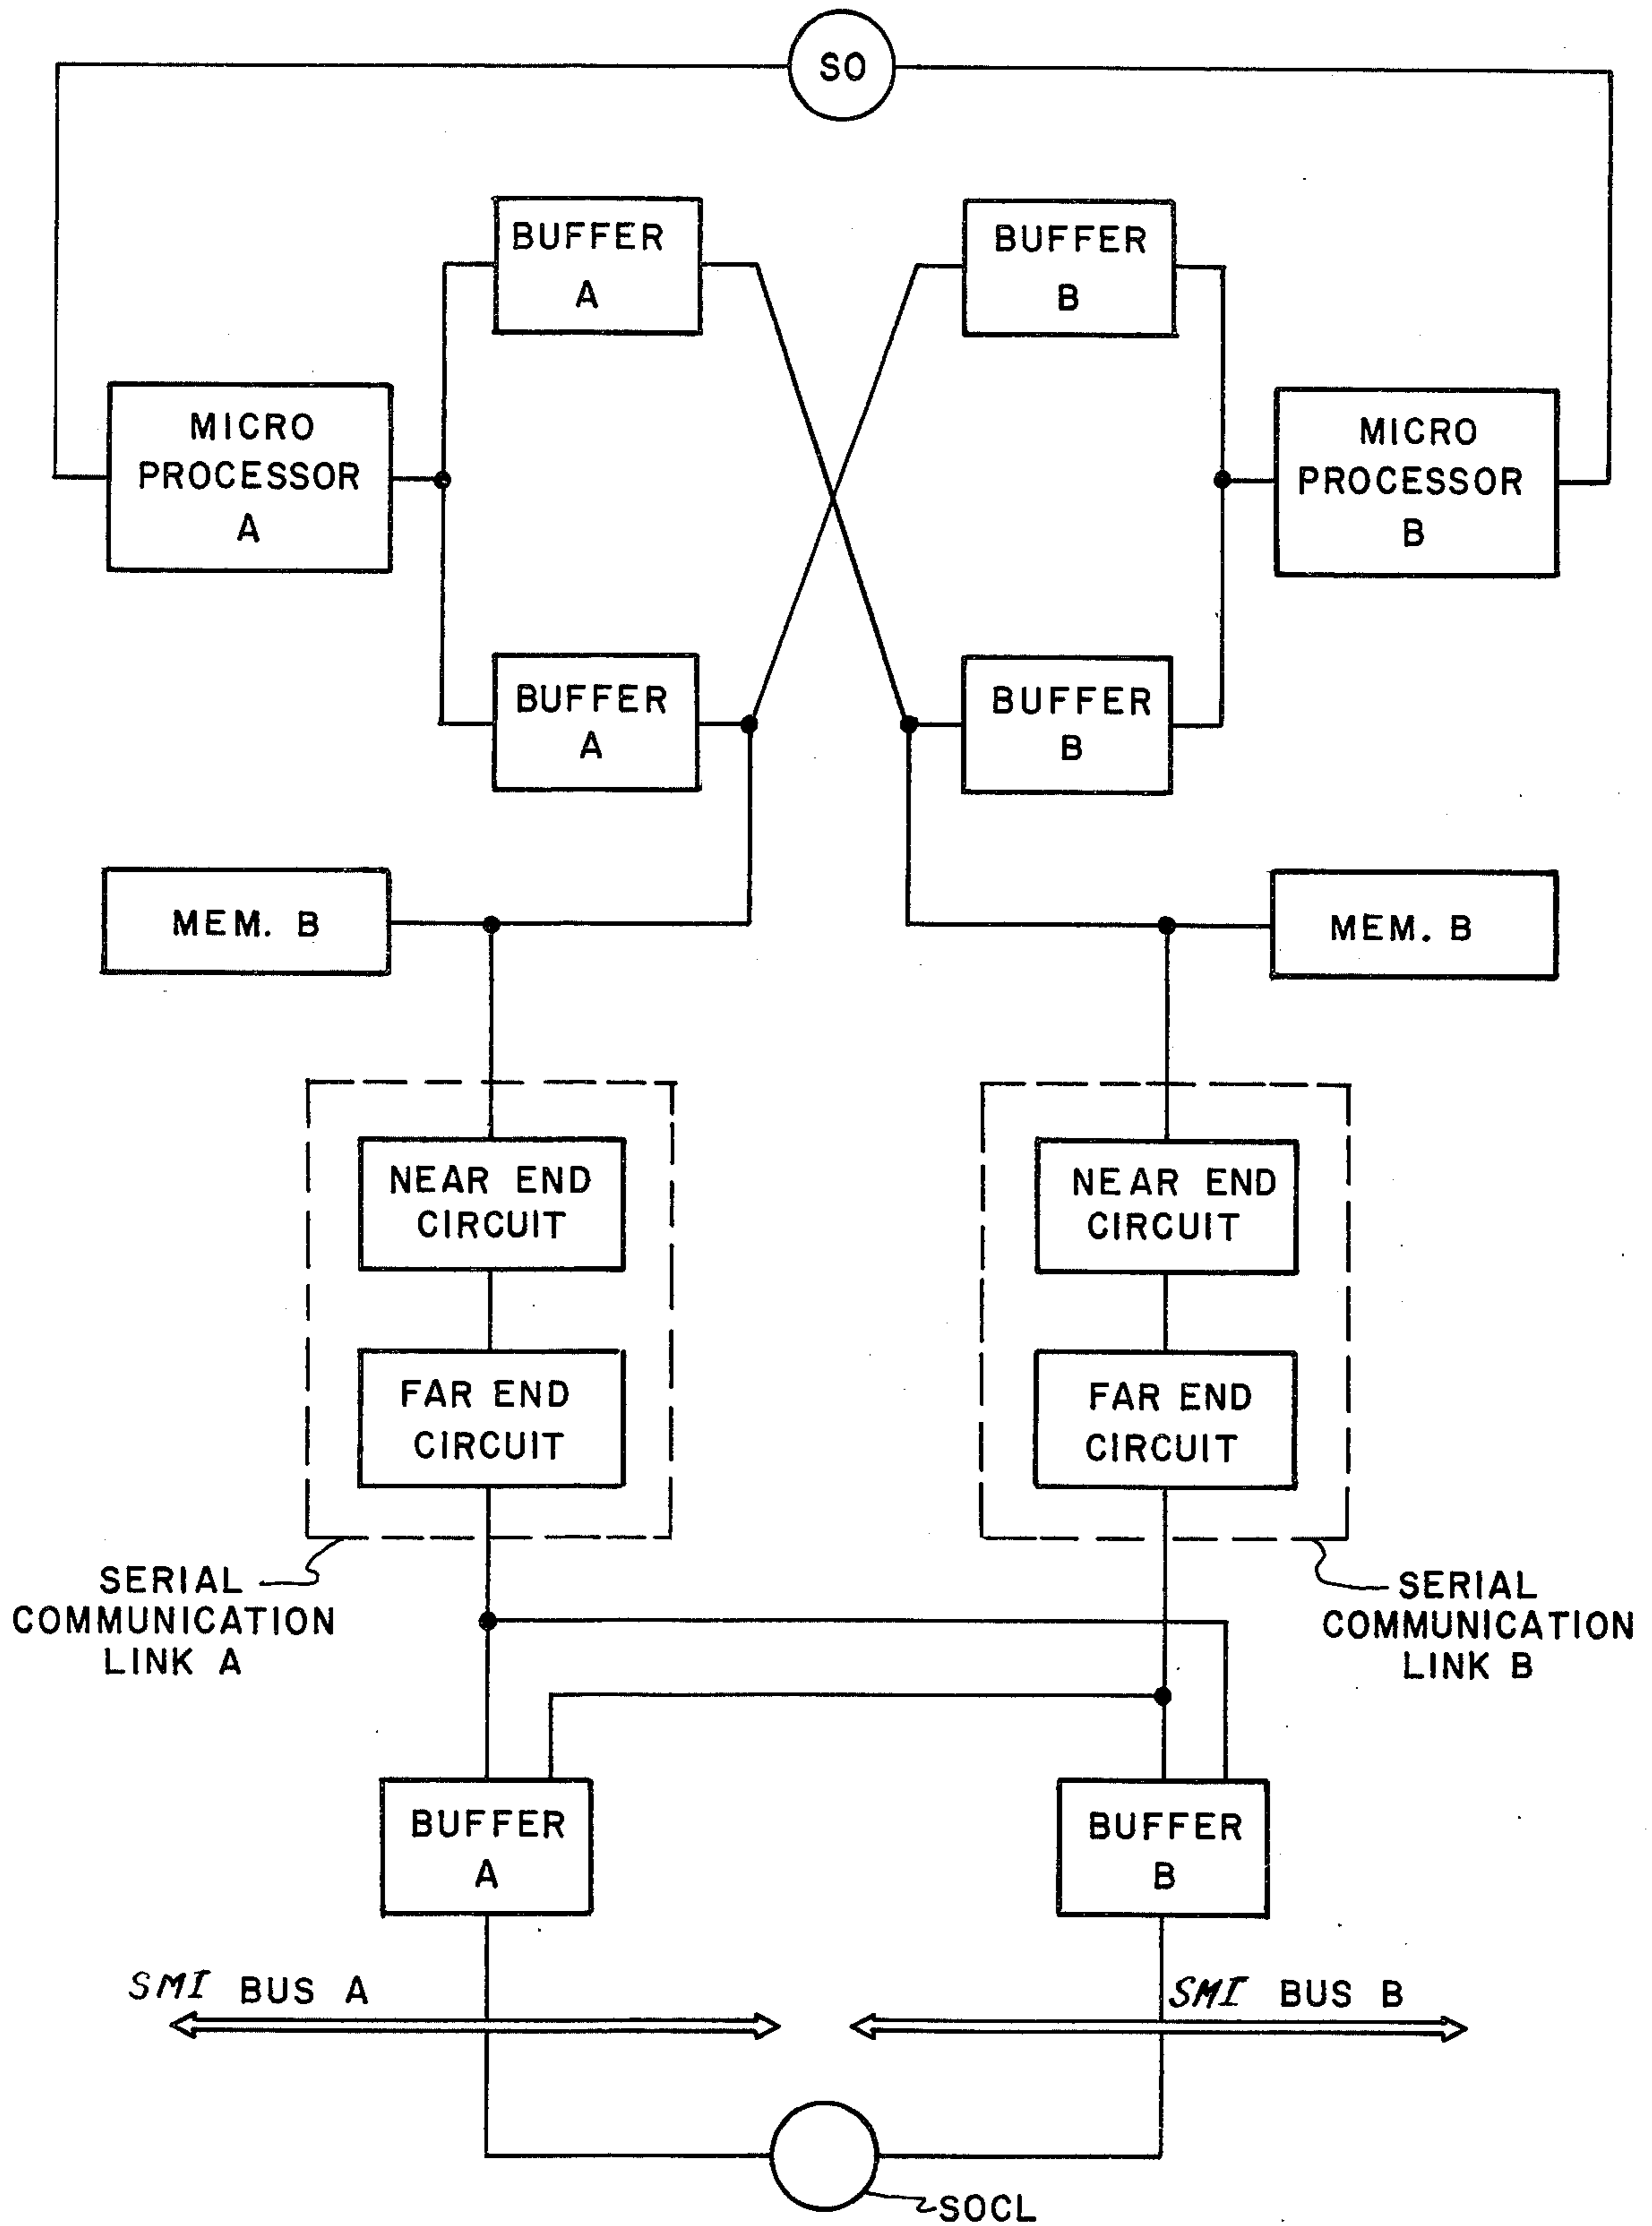 SO
BUFFER
A
BUFFER
B
MICRO
PROCESSOR
A
MICRO
PROCESSOR
B
BUFFER
A
BUFFER
B
MEM. B
MEM. B
NEAR END
CIRCUIT
NEAR END
CIRCUIT
FAR END
CIRCUIT
FAR END
CIRCUIT
SERIAL
COMMUNICATION
LINK A
SERIAL
COMMUNICATION
LINK B
BUFFER
A
BUFFER
B
SMI BUS A
SMI BUS B
SOCL